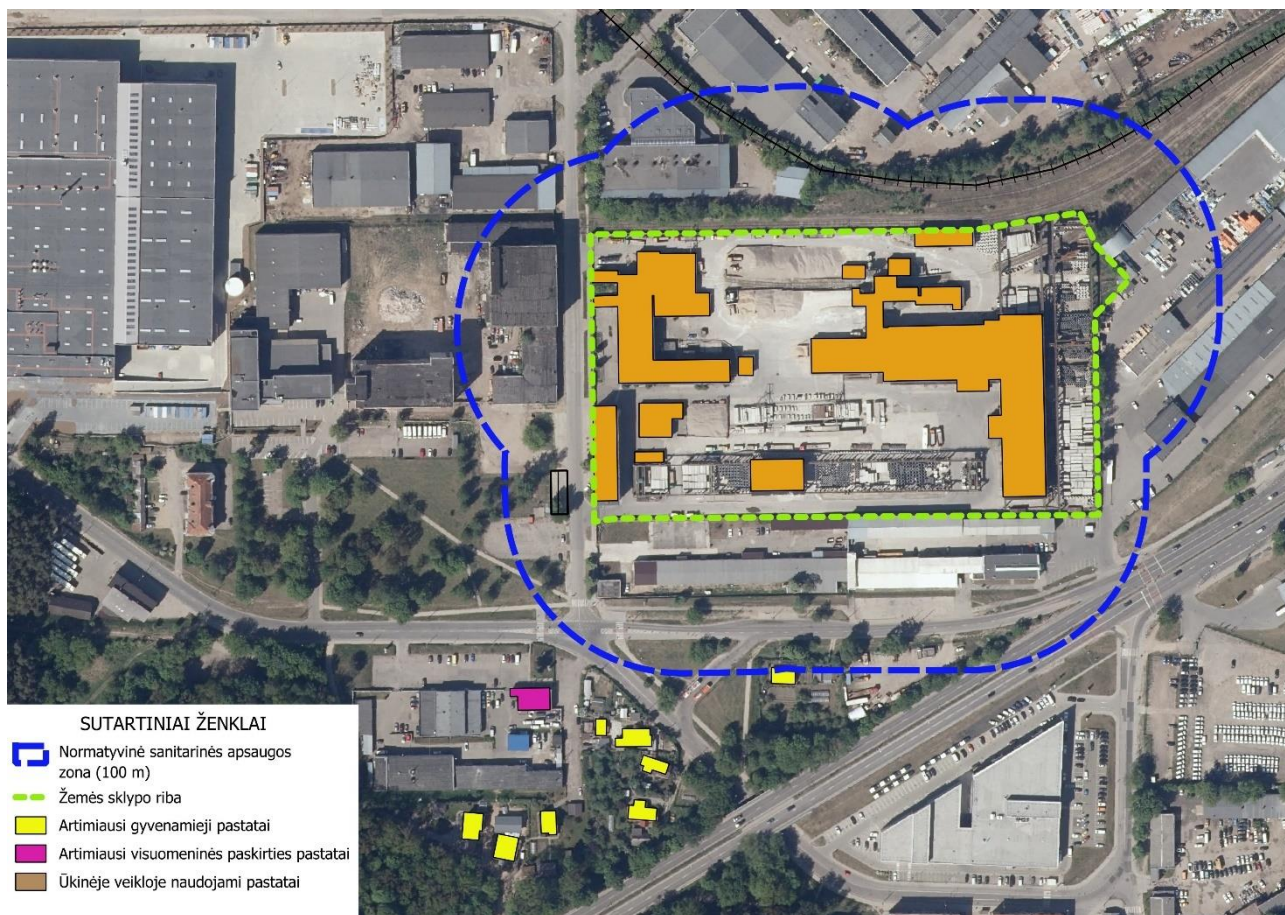 SUTARTINIAI ŽENKLAI
Normatyvinė sanitarinės apsaugos
zona (100 m)
Žemės sklypo riba
Artimiausi gyvenamieji pastatai
Artimiausi visuomeninės paskirties pastatai
Ūkinėje veikloje naudojami pastatai